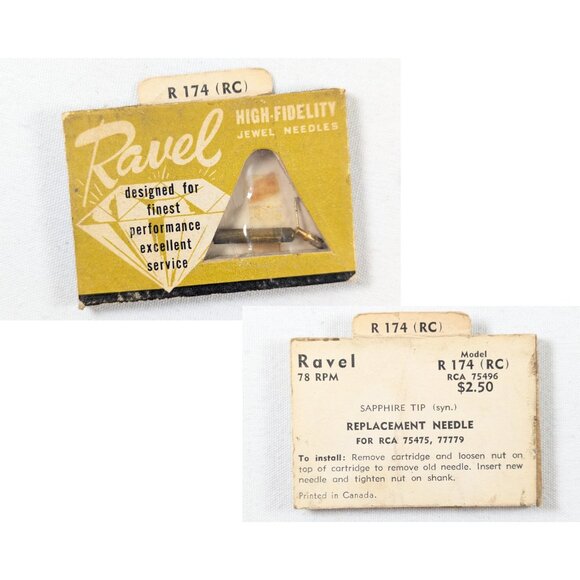 R 174 (RC)
Ravel
HIGH-FIDELITY
JEWEL NEEDLES
designed for
finest
performance
excellent
service
R 174 (RC)
Ravel
78 RPM
Model
R 174 (RC)
RCA 75496
$2.50
SAPPHIRE TIP (syn.)
REPLACEMENT NEEDLE
FOR RCA 75475, 77779
To install: Remove cartridge and loosen nut on
top of cartridge to remove old needle. Insert new
needle and tighten nut on shank.
Printed in Canada.